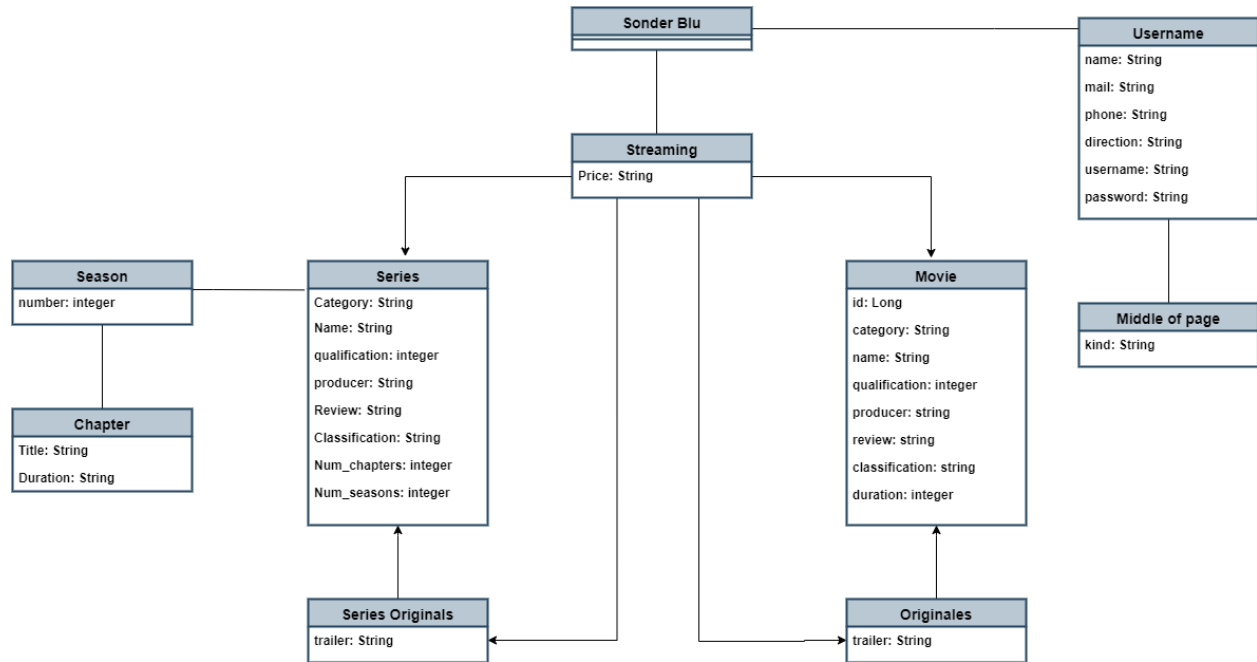 Sonder Blu
Username
name: String
mail: String
phone: String
direction: String
username: String
password: String
Streaming
Price: String
Season
number: integer
Series
Category: String
Name: String
qualification: integer
producer: String
Review: String
Classification: String
Num_chapters: integer
Num_seasons: integer
Movie
id: Long
category: String
name: String
qualification: integer
producer: string
review: string
classification: string
duration: integer
Middle of page
kind: String
Chapter
Title: String
Duration: String
Series Originals
trailer: String
Originales
trailer: String